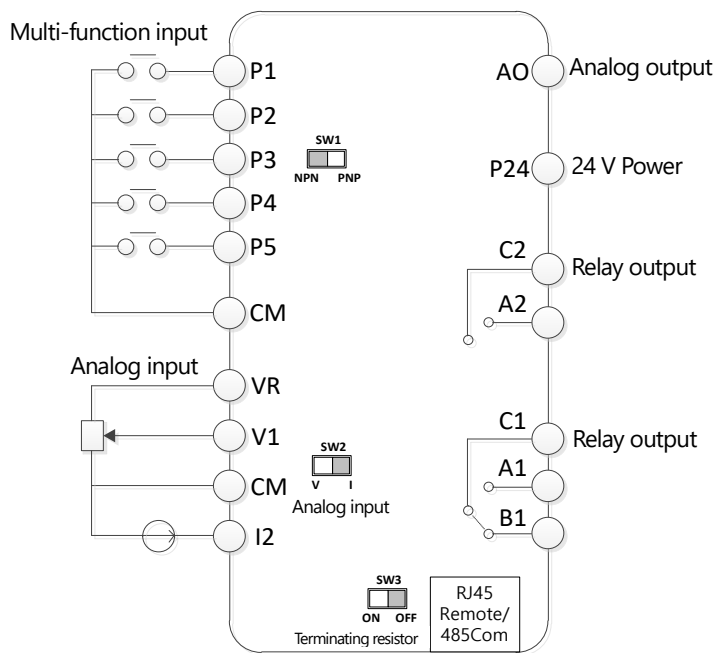 Multi-function input
P1
P2
P3
P4
P5
CM
SW1
NPN PNP
Analog input
VR
V1
CM
I2
SW2
V I
Analog input
SW3
ON OFF
Terminating resistor
RJ45
Remote/
485Com
AO Analog output
P24 24 V Power
C2 Relay output
A2
C1 Relay output
A1
B1